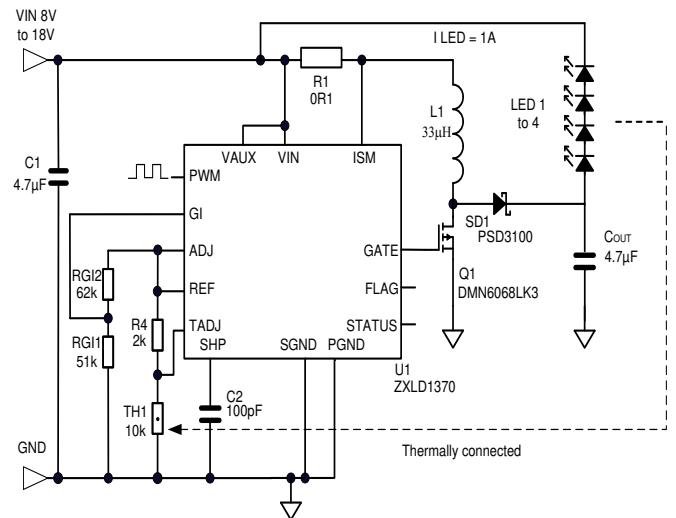 VIN 8V
to 18V
I LED = 1A
R1
0R1
L1
33µH
LED 1
to 4
C1
4.7µF
VAUX
VIN
ISM
PWM
GI
ADJ
REF
TADJ
SHP
SGND
PGND
GATE
FLAG
STATUS
SD1
PSD3100
Q1
DMN6068LK3
COUT
4.7µF
RGI2
62k
RGI1
51k
R4
2k
TH1
10k
C2
100pF
U1
ZXLD1370
GND
Thermally connected